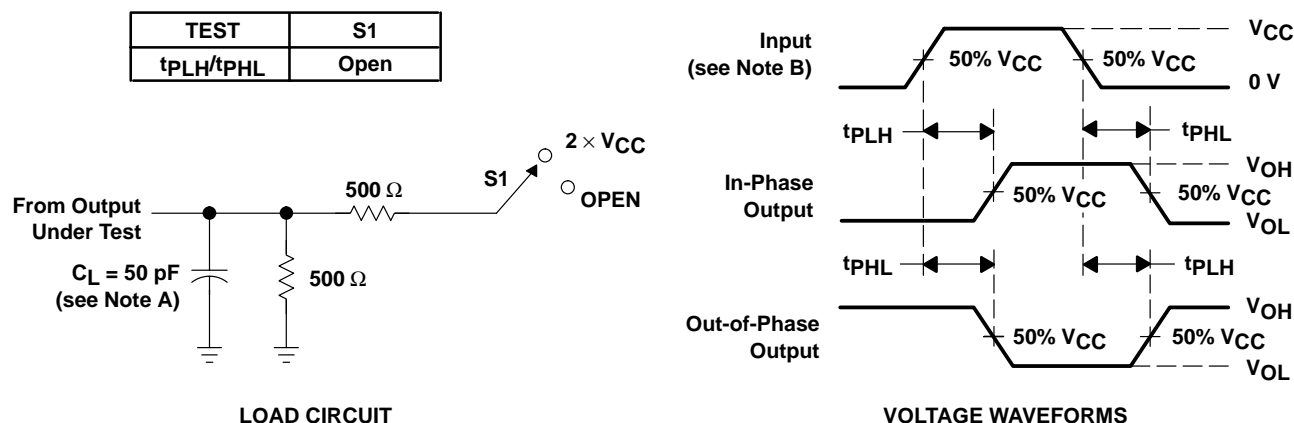 TEST S1
tPLH/tPHL Open
2 × VCC
S1
OPEN
500 Ω
From Output
Under Test
CL = 50 pF
(see Note A)
500 Ω
LOAD CIRCUIT
Input
(see Note B)
50% VCC
50% VCC
VCC
0 V
tPLH
tPHL
In-Phase
Output
50% VCC
50% VCC
VOH
VOL
tPHL
tPLH
Out-of-Phase
Output
50% VCC
50% VCC
VOH
VOL
VOLTAGE WAVEFORMS